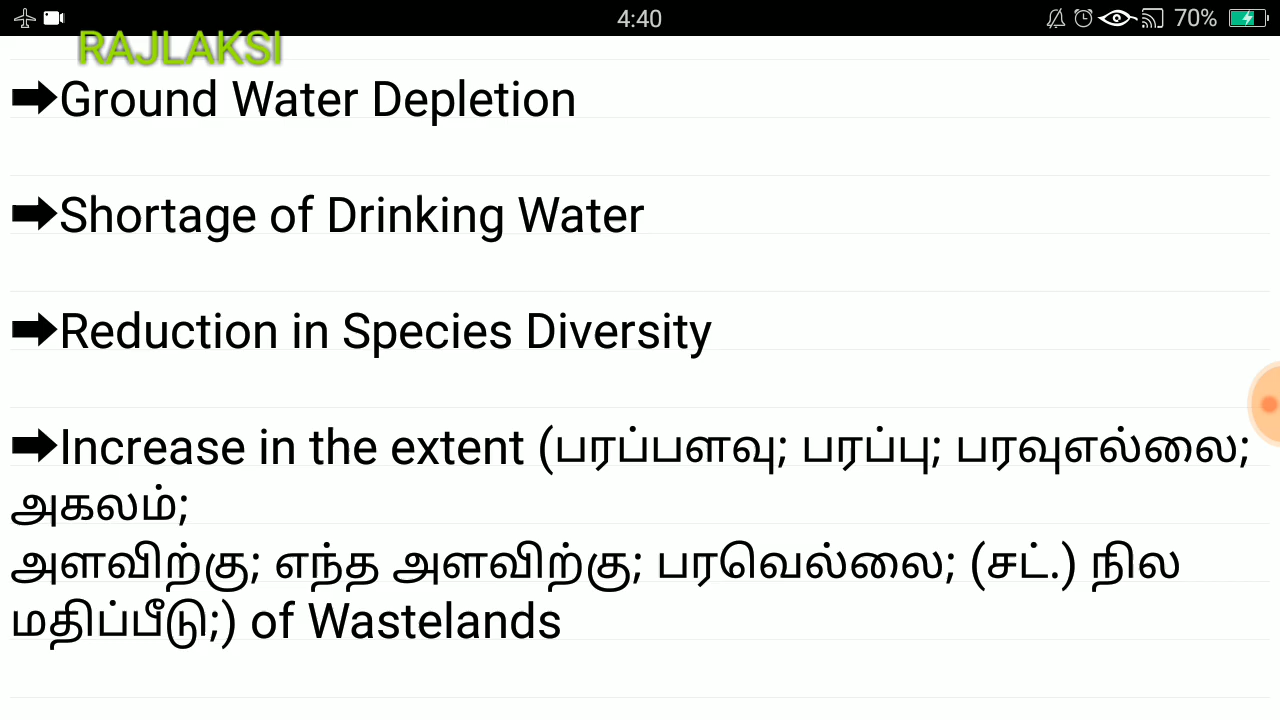 4:40
70%
RAJLAKSI
➡Ground Water Depletion
➡Shortage of Drinking Water
➡Reduction in Species Diversity
➡Increase in the extent (பரப்பளவு; பரப்பு; பரவுஎல்லை;
அகலம்;
அளவிற்கு; எந்த அளவிற்கு; பரவெல்லை; (சட்.) நில
மதிப்பீடு;) of Wastelands